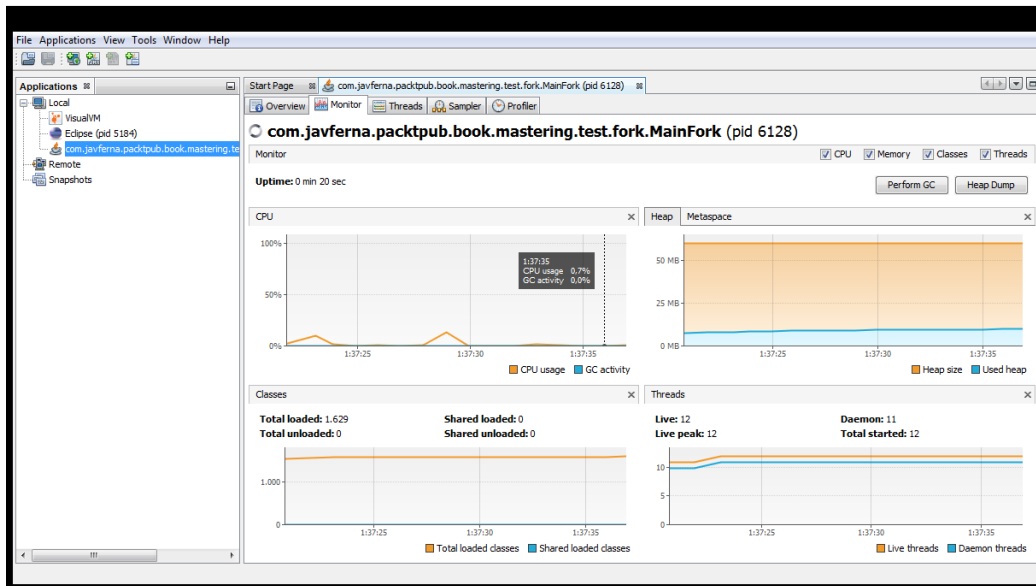 File Applications View Tools Window Help
Applications
Local
VisualVM
Eclipse (pid 5184)
com.javferna.packtpub.book.mastering.te
Remote
Snapshots
Start Page
com.javferna.packtpub.book.mastering.test.fork.MainFork (pid 6128)
Overview Monitor Threads Sampler Profiler
com.javferna.packtpub.book.mastering.test.fork.MainFork (pid 6128)
Monitor CPU Memory Classes Threads
Uptime: 0 min 20 sec Perform GC Heap Dump
CPU
100%
50%
0%
1:37:35
CPU usage 0,7%
GC activity 0,0%
1:37:25 1:37:30 1:37:35
CPU usage GC activity
Heap Metaspace
50 MB
25 MB
0 MB
1:37:25 1:37:30 1:37:35
Heap size Used heap
Classes
Total loaded: 1.629 Shared loaded: 0
Total unloaded: 0 Shared unloaded: 0
1.000
0
1:37:25 1:37:30 1:37:35
Total loaded classes Shared loaded classes
Threads
Live: 12 Daemon: 11
Live peak: 12 Total started: 12
10
5
0
1:37:25 1:37:30 1:37:35
Live threads Daemon threads